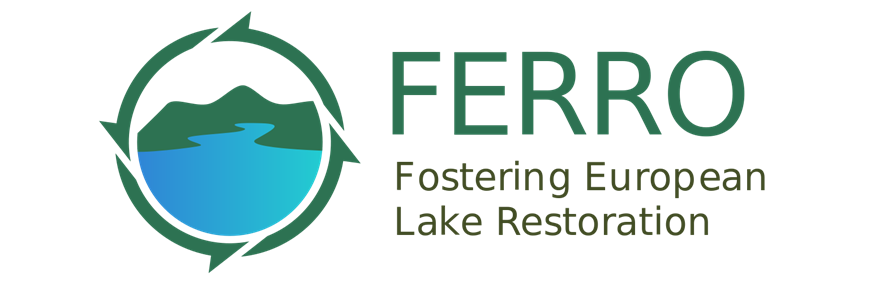 FERRO
Fostering European
Lake Restoration